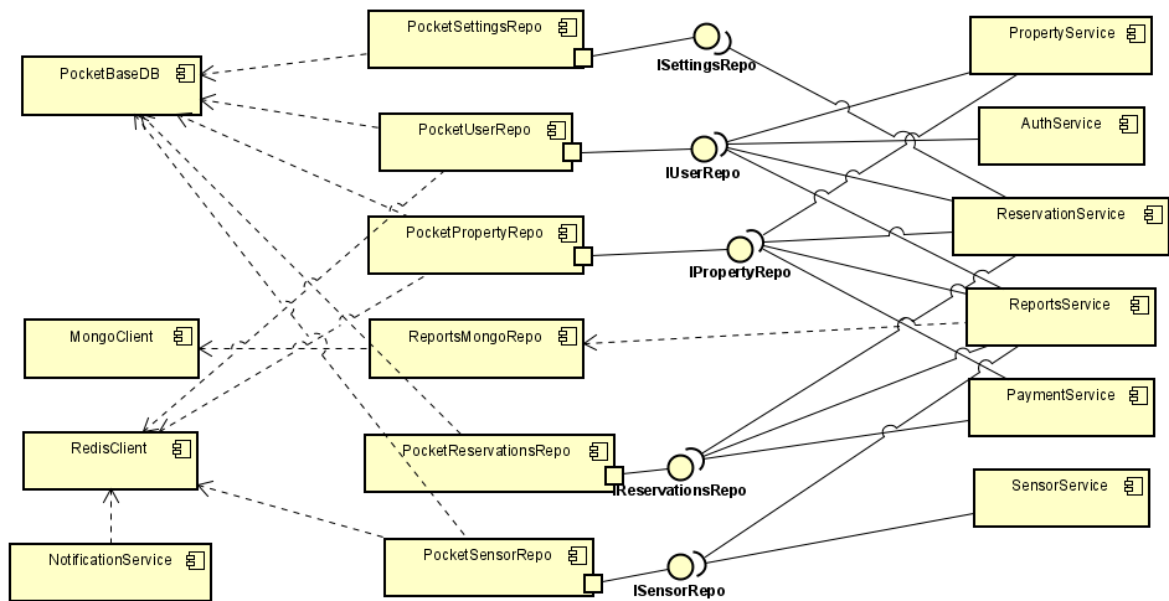 PocketSettingsRepo
PropertyService
PocketBaseDB
ISettingsRepo
PocketUserRepo
AuthService
IUserRepo
PocketPropertyRepo
ReservationService
IPropertyRepo
MongoClient
ReportsMongoRepo
ReportsService
PaymentService
RedisClient
PocketReservationsRepo
IReservationsRepo
SensorService
NotificationService
PocketSensorRepo
ISensorRepo